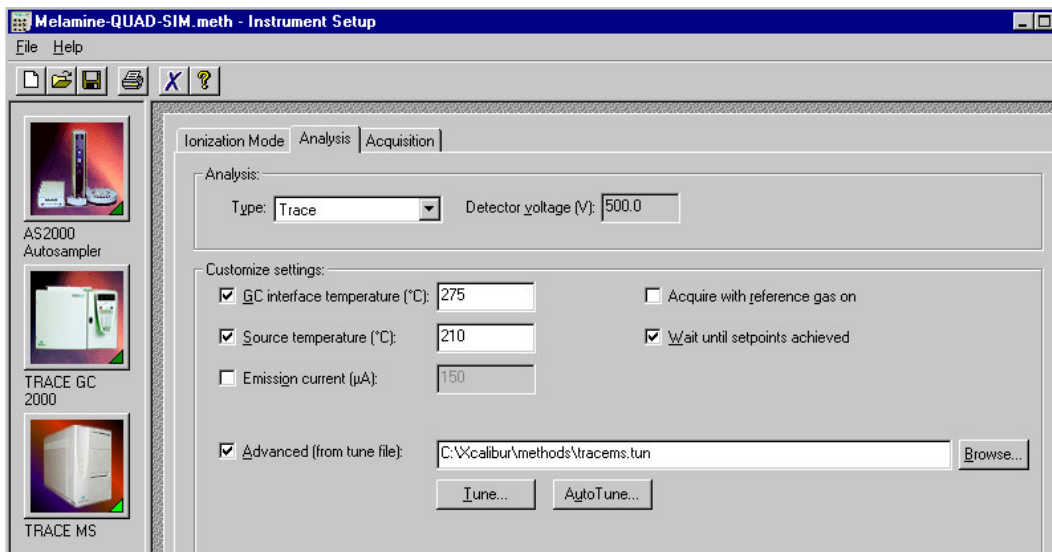 Melamine-QUAD-SIM.meth - Instrument Setup
File Help
AS2000
Autosampler
TRACE GC
2000
TRACE MS
Ionization Mode Analysis Acquisition
Analysis:
Type: Trace Detector voltage (V): 500.0
Customize settings:
GC interface temperature (°C): 275 Acquire with reference gas on
Source temperature (°C): 210 Wait until setpoints achieved
Emission current (µA): 150
Advanced (from tune file): C:\Xcalibur\methods\tracems.tun Browse...
Tune... AutoTune...